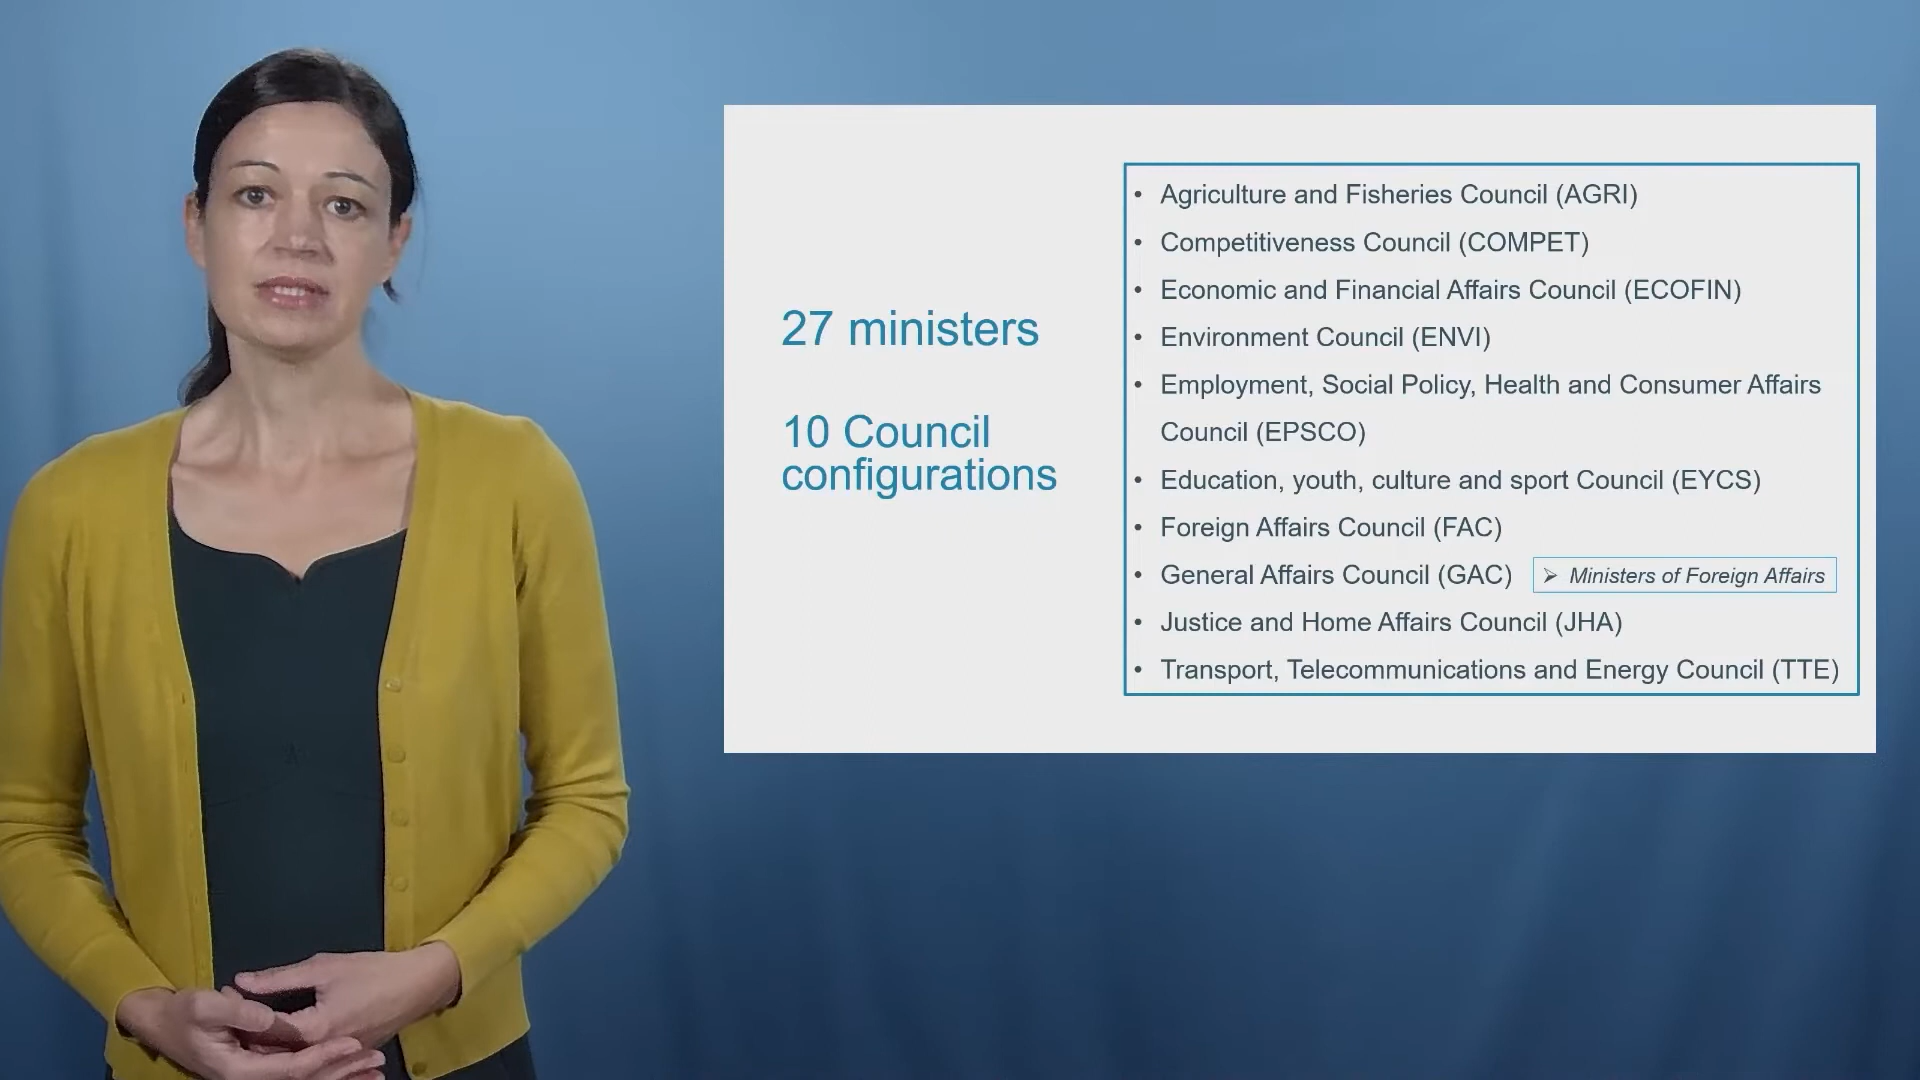 27 ministers
10 Council
configurations
• Agriculture and Fisheries Council (AGRI)
• Competitiveness Council (COMPET)
• Economic and Financial Affairs Council (ECOFIN)
• Environment Council (ENVI)
• Employment, Social Policy, Health and Consumer Affairs
Council (EPSCO)
• Education, youth, culture and sport Council (EYCS)
• Foreign Affairs Council (FAC)
• General Affairs Council (GAC) ➢ Ministers of Foreign Affairs
• Justice and Home Affairs Council (JHA)
• Transport, Telecommunications and Energy Council (TTE)